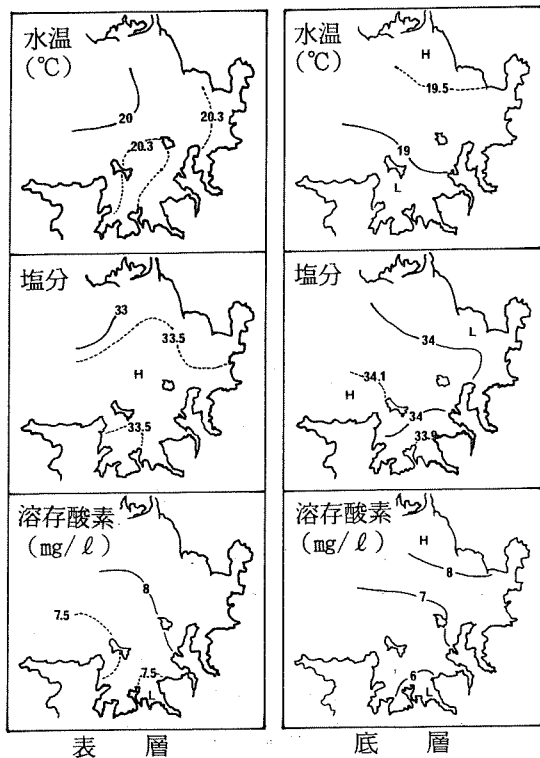 水温
(℃)
20
20.3
20.3
塩分
33
33.5
H
33.5
溶存酸素
(mg/ℓ)
8
7.5
7.5
L
表 層
水温
(℃)
H
19.5
19
L
塩分
34
L
34.1
H
34
33.9
溶存酸素
(mg/ℓ)
H
8
7
6
L
底 層